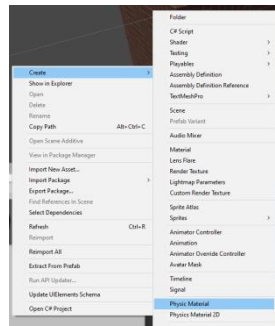 Create
Show in Explorer
Open
Delete
Rename
Copy Path Alt+Ctrl+C
Open Scene Additive
View in Package Manager
Import New Asset...
Import Package
Export Package...
Find References In Scene
Select Dependencies
Refresh Ctrl+R
Reimport
Reimport All
Extract From Prefab
Run API Updater...
Update UIElements Schema
Open C# Project
Folder
C# Script
Shader
Testing
Playables
Assembly Definition
Assembly Definition Reference
TextMeshPro
Scene
Prefab Variant
Audio Mixer
Material
Lens Flare
Render Texture
Lightmap Parameters
Custom Render Texture
Sprite Atlas
Sprites
Animator Controller
Animation
Animator Override Controller
Avatar Mask
Timeline
Signal
Physic Material
Physics Material 2D